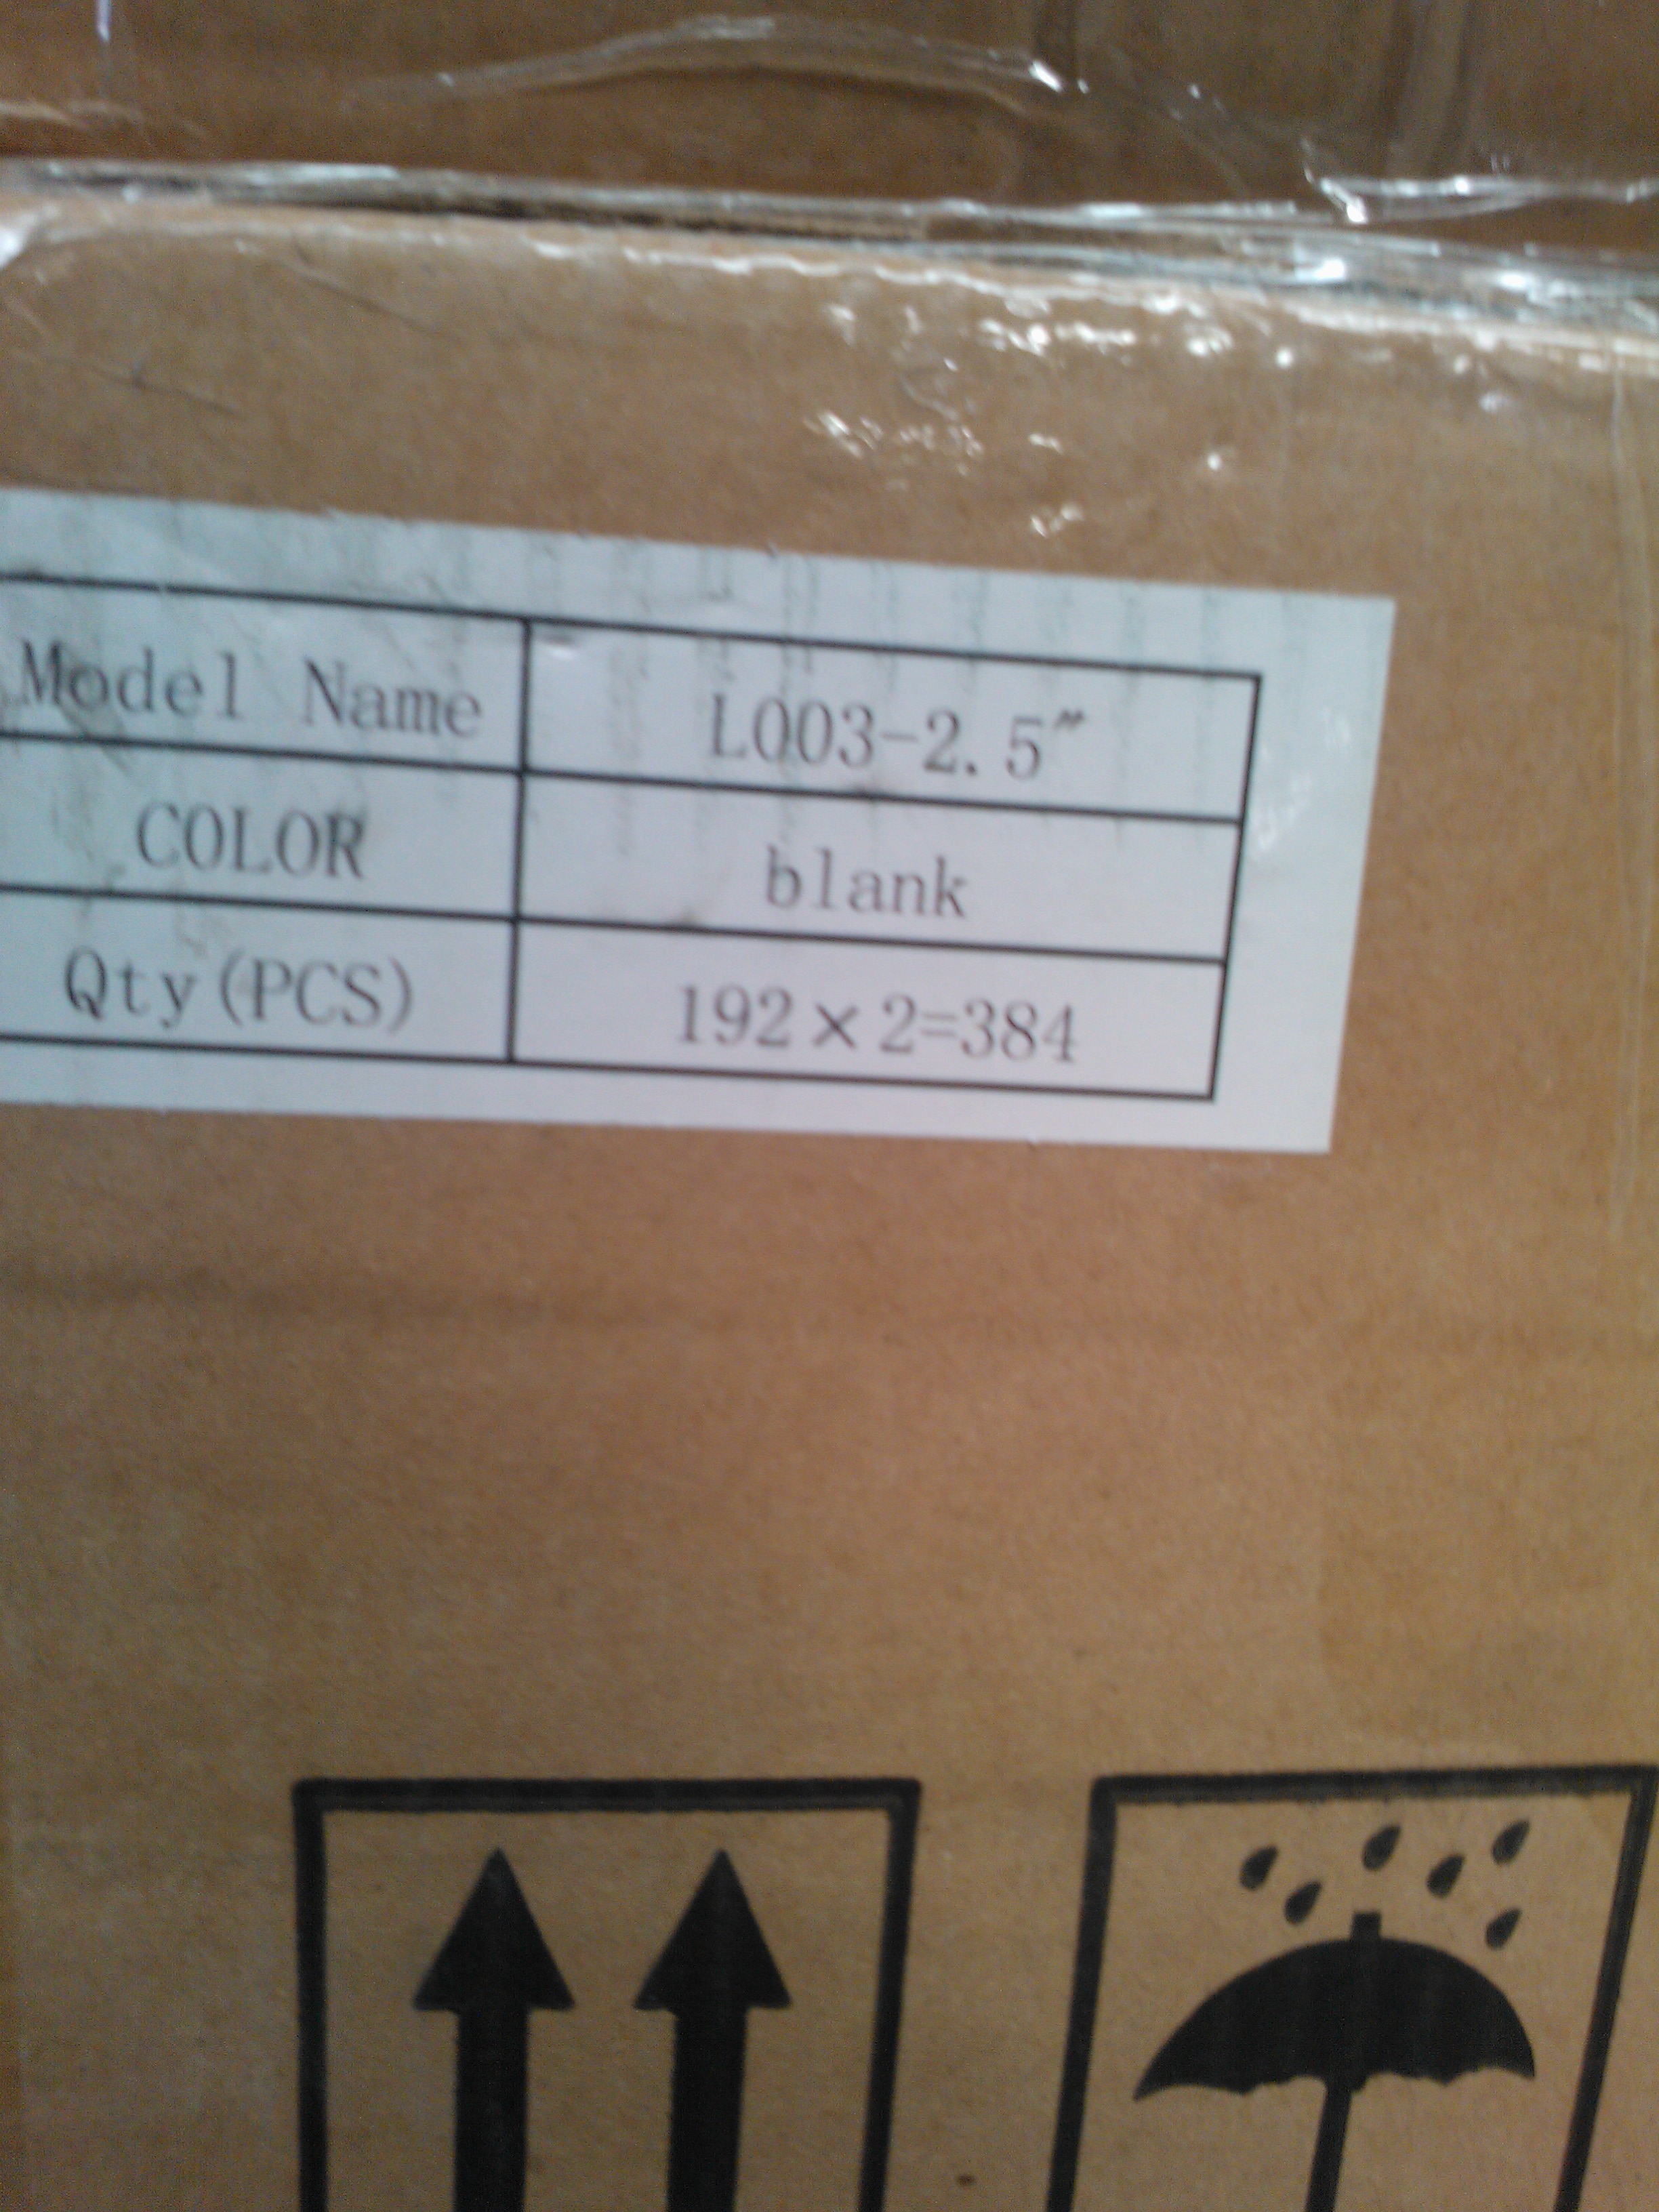 Model Name L003-2.5″
COLOR blank
Qty(PCS) 192×2=384